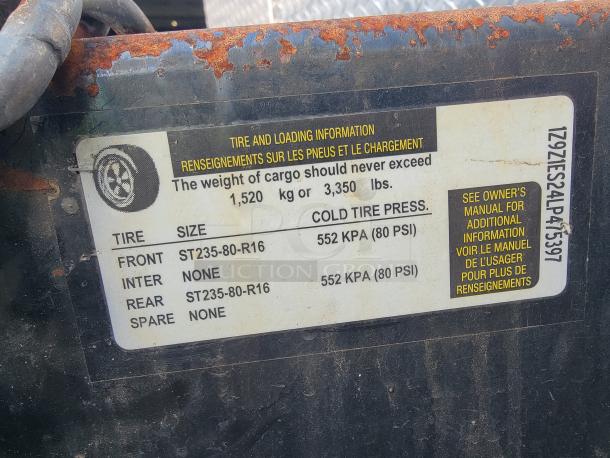 TIRE AND LOADING INFORMATION
RENSEIGNEMENTS SUR LES PNEUS ET LE CHARGEMENT
The weight of cargo should never exceed
1,520 kg or 3,350 lbs.
TIRE SIZE COLD TIRE PRESS.
FRONT ST235-80-R16 552 KPA (80 PSI)
INTER NONE
REAR ST235-80-R16 552 KPA (80 PSI)
SPARE NONE
SEE OWNER'S
MANUAL FOR
ADDITIONAL
INFORMATION
VOIR LE MANUEL
DE L'USAGER
POUR PLUS DE
RENSEIGNEMENTS
1Z9Z1ES24LP475397